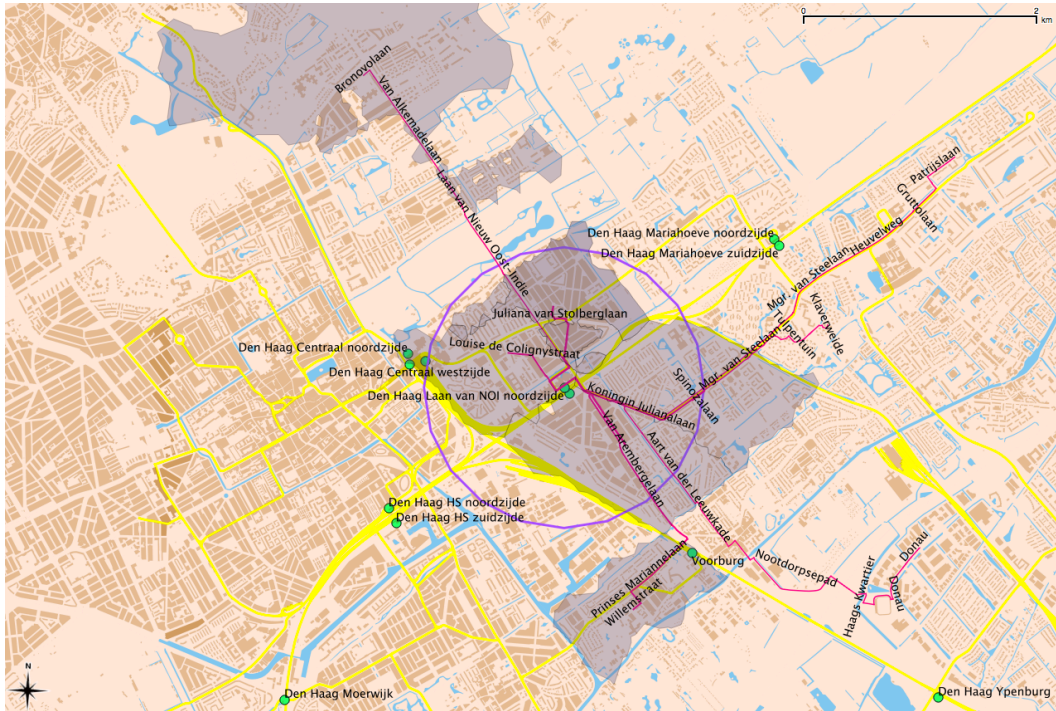 0
2
km
Bronovolaan
Van Alkemadelaan
Laan van Nieuw Oost-Indie
Patrijslaan
Gruttolaan
Heuvelweg
Den Haag Mariahoeve noordzijde
Den Haag Mariahoeve zuidzijde
Mgr. van Steelaan
Klaverweide
Tulpentuin
Juliana van Stolberglaan
Den Haag Centraal noordzijde
Louise de Colignystraat
Den Haag Centraal westzijde
Mgr. van Steelaan
Spinozalaan
Den Haag Laan van NOI noordzijde
Koningin Julianalaan
Van Arembergelaan
Aart van der Leeuwkade
Den Haag HS noordzijde
Den Haag HS zuidzijde
Voorburg
Nootdorpsepad
Donau
Haags Kwartier
Donau
Prinses Mariannelaan
Willemstraat
N
Den Haag Moerwijk
Den Haag Ypenburg